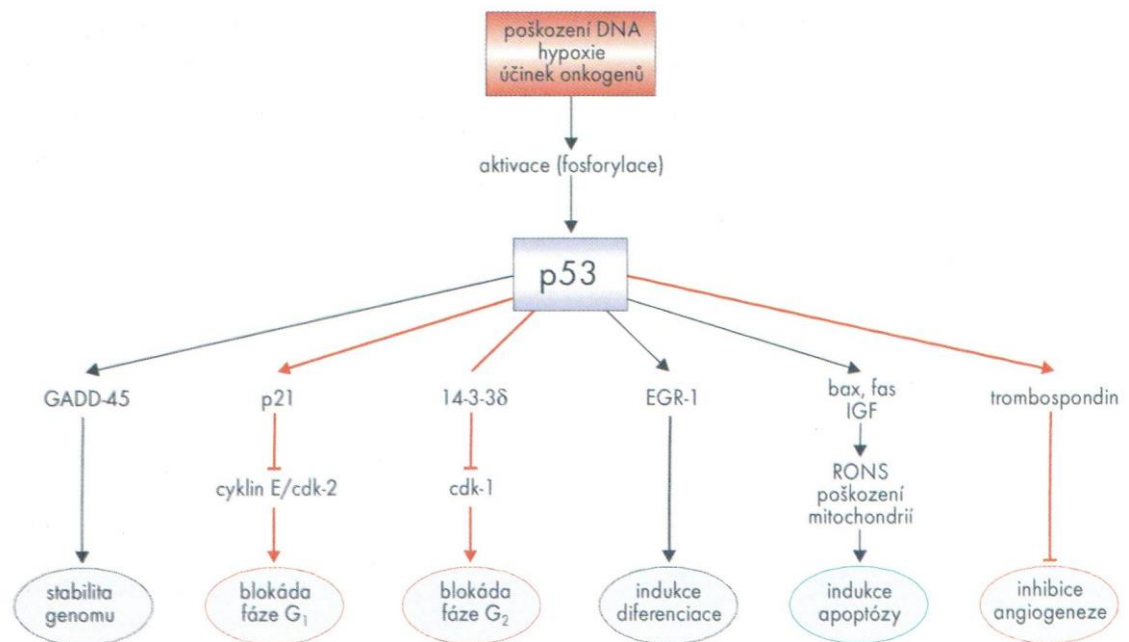 poškození DNA
hypoxie
účinek onkogenů
aktivace (fosforylace)
p53
GADD-45
p21
14-3-3δ
EGR-1
bax, fas
IGF
trombospondin
cyklin E/cdk-2
cdk-1
RONS
poškození
mitochondrií
stabilita
genomu
blokáda
fáze G₁
blokáda
fáze G₂
indukce
diferenciace
indukce
apoptózy
inhibice
angiogeneze